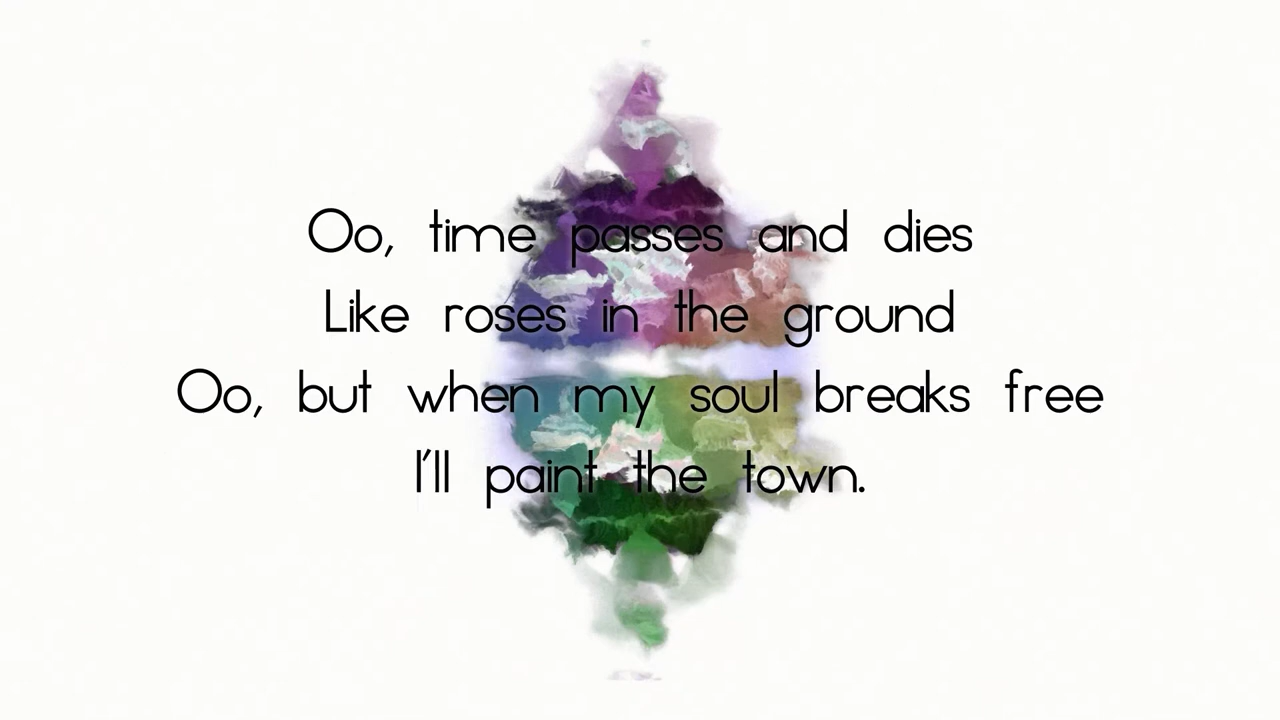 Oo, time passes and dies
Like roses in the ground
Oo, but when my soul breaks free
I'll paint the town.